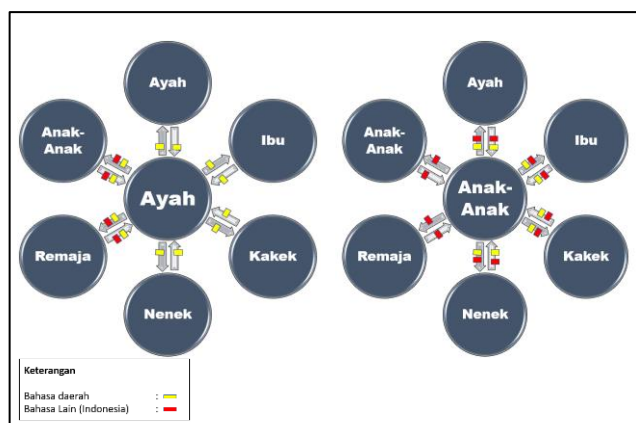 Ayah
Anak-
Anak
Ibu
Ayah
Remaja
Kakek
Nenek
Ayah
Anak-
Anak
Ibu
Anak-
Anak
Remaja
Kakek
Nenek
Keterangan
Bahasa daerah :
Bahasa Lain (Indonesia) :